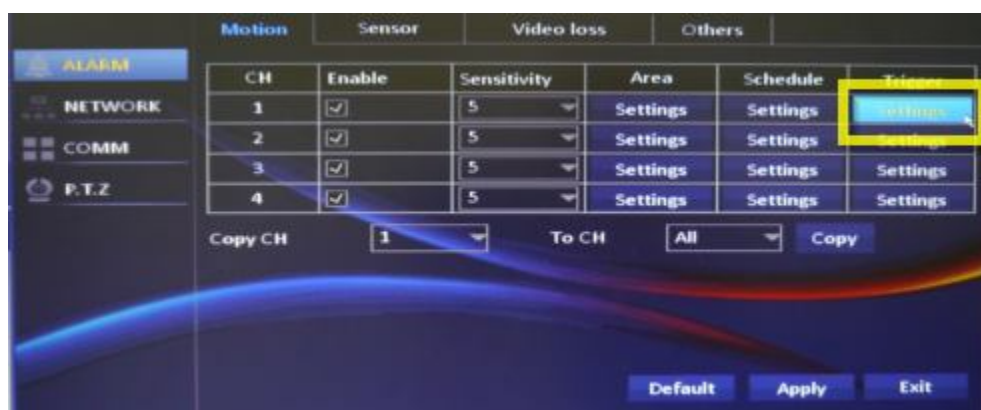 Motion Sensor Video loss Others
ALARM
NETWORK
COMM
P.T.Z
CH Enable Sensitivity Area Schedule Trigger
1 5 Settings Settings Settings
2 5 Settings Settings Settings
3 5 Settings Settings Settings
4 5 Settings Settings Settings
Copy CH 1 To CH All Copy
Default Apply Exit